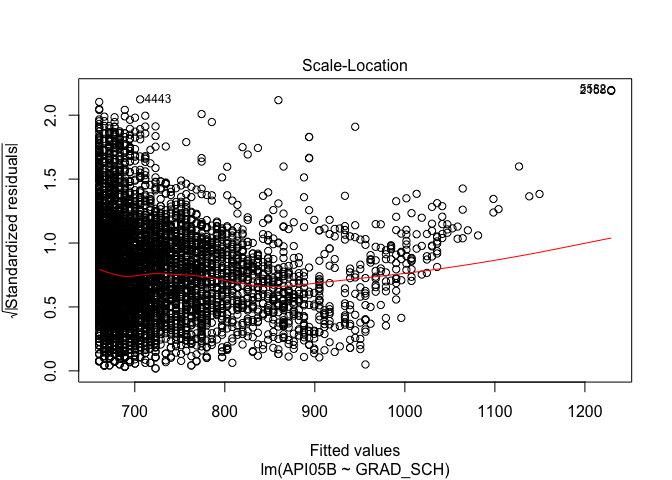 Scale-Location
√|Standardized residuals|
0.0 0.5 1.0 1.5 2.0
4443
700 800 900 1000 1100 1200
Fitted values
lm(API05B ~ GRAD_SCH)